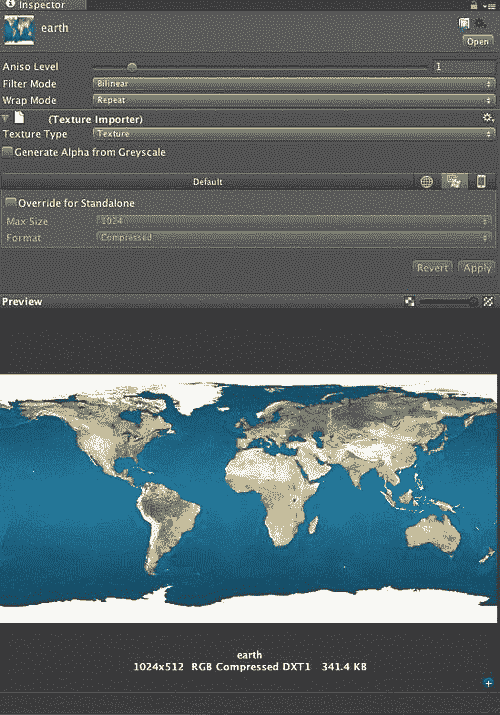 Inspector
earth
Open
Aniso Level 1
Filter Mode Bilinear
Wrap Mode Repeat
(Texture Importer)
Texture Type Texture
Generate Alpha from Greyscale
Default
Override for Standalone
Max Size 1024
Format Compressed
Revert Apply
Preview
earth
1024x512 RGB Compressed DXT1 341.4 KB